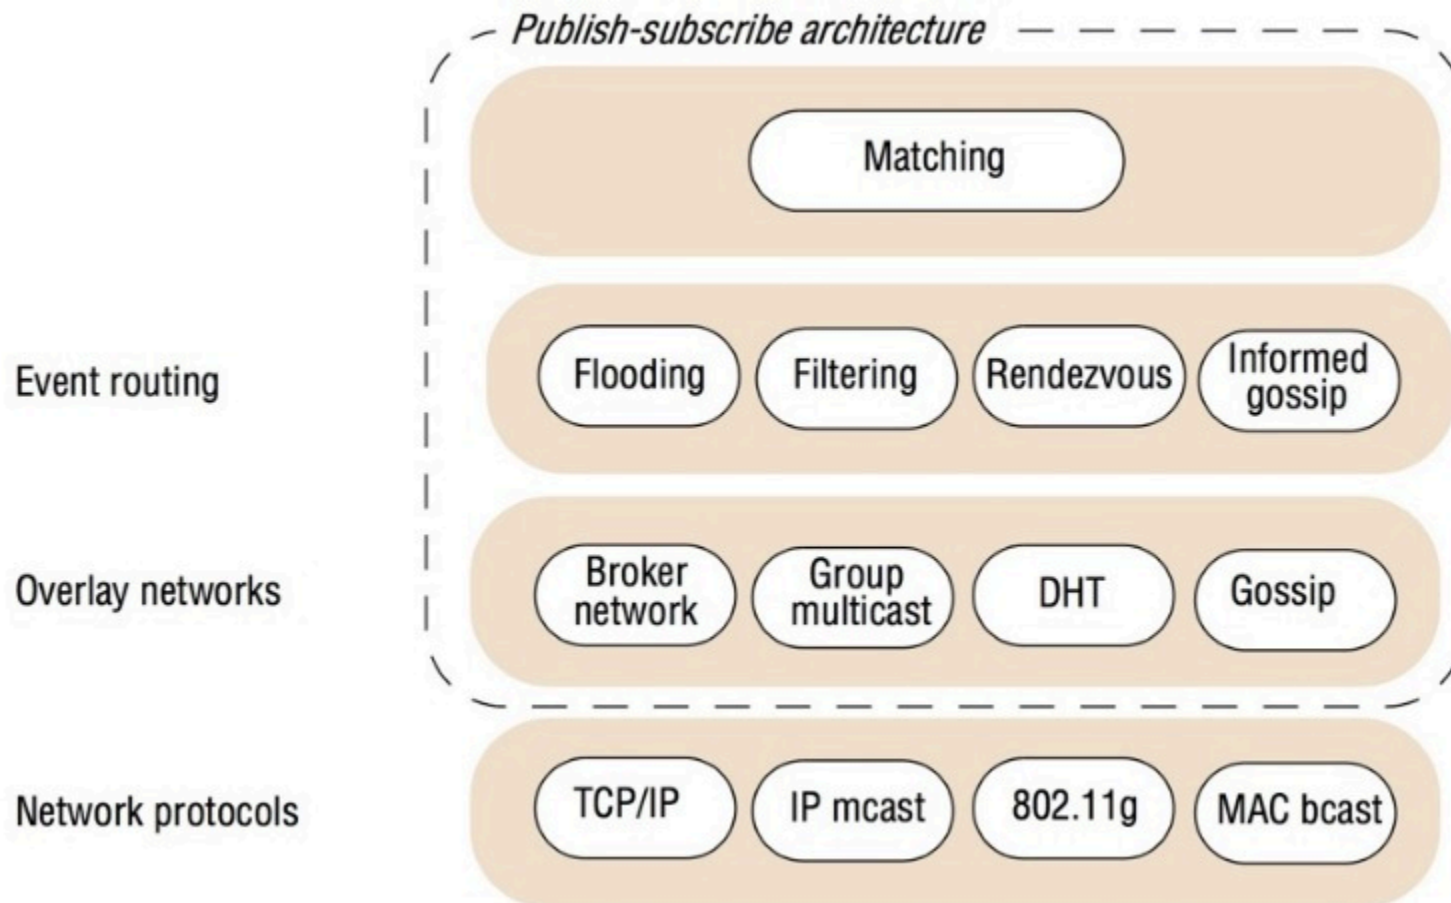 Publish-subscribe architecture
Matching
Event routing
Flooding
Filtering
Rendezvous
Informed
gossip
Overlay networks
Broker
network
Group
multicast
DHT
Gossip
Network protocols
TCP/IP
IP mcast
802.11g
MAC bcast